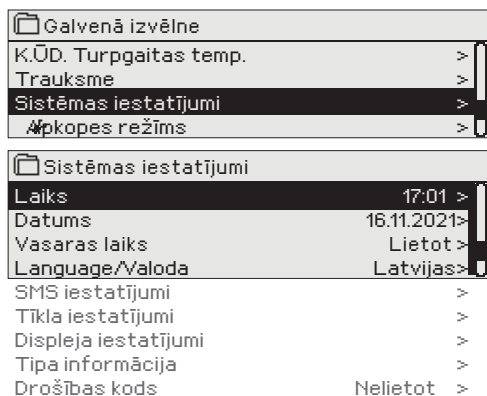 Galvenā izvēlne
K.ŪD. Turpgaitas temp. >
Trauksme >
Sistēmas iestatījumi >
Apkopes režīms >
Sistēmas iestatījumi
Laiks 17:01 >
Datums 16.11.2021>
Vasaras laiks Lietot >
Language/Valoda Latvijas>
SMS iestatījumi >
Tīkla iestatījumi >
Displeja iestatījumi >
Tipa informācija >
Drošības kods Nelietot >